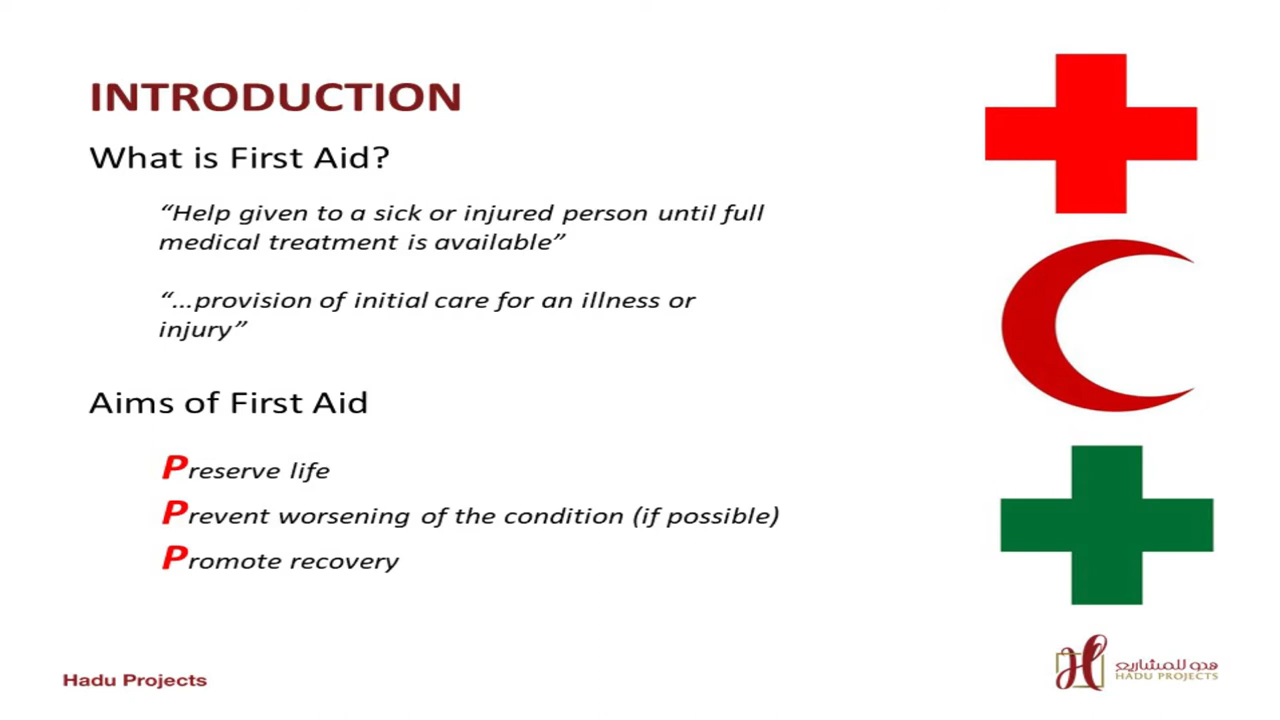 INTRODUCTION
What is First Aid?
“Help given to a sick or injured person until full
medical treatment is available”
“...provision of initial care for an illness or
injury”
Aims of First Aid
Preserve life
Prevent worsening of the condition (if possible)
Promote recovery
Hadu Projects
هدو للمشاريع
HADU PROJECTS